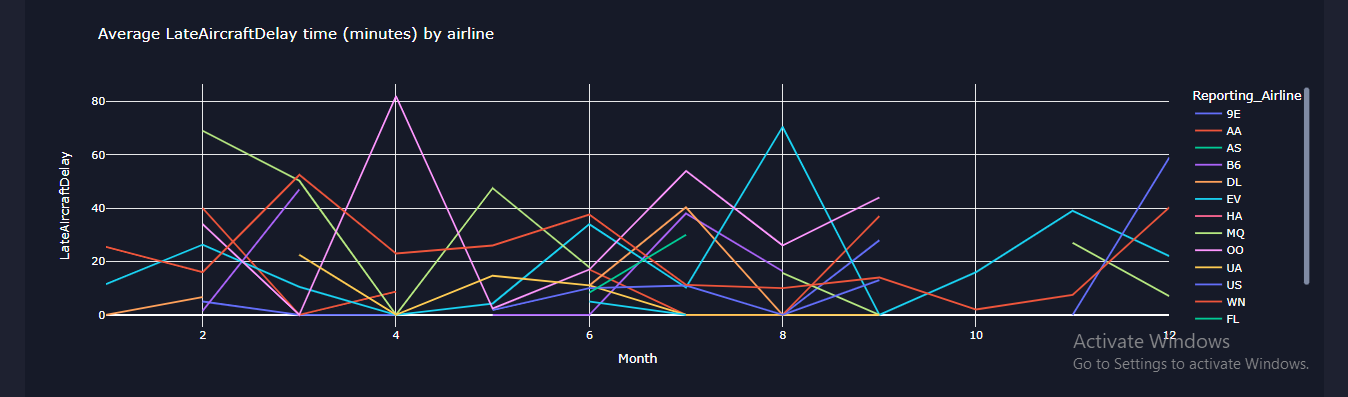 Average LateAircraftDelay time (minutes) by airline
LateAircraftDelay
80
60
40
20
0
2
4
6
8
10
12
Month
Reporting_Airline
9E
AA
AS
B6
DL
EV
HA
MQ
OO
UA
US
WN
FL
Activate Windows
Go to Settings to activate Windows.